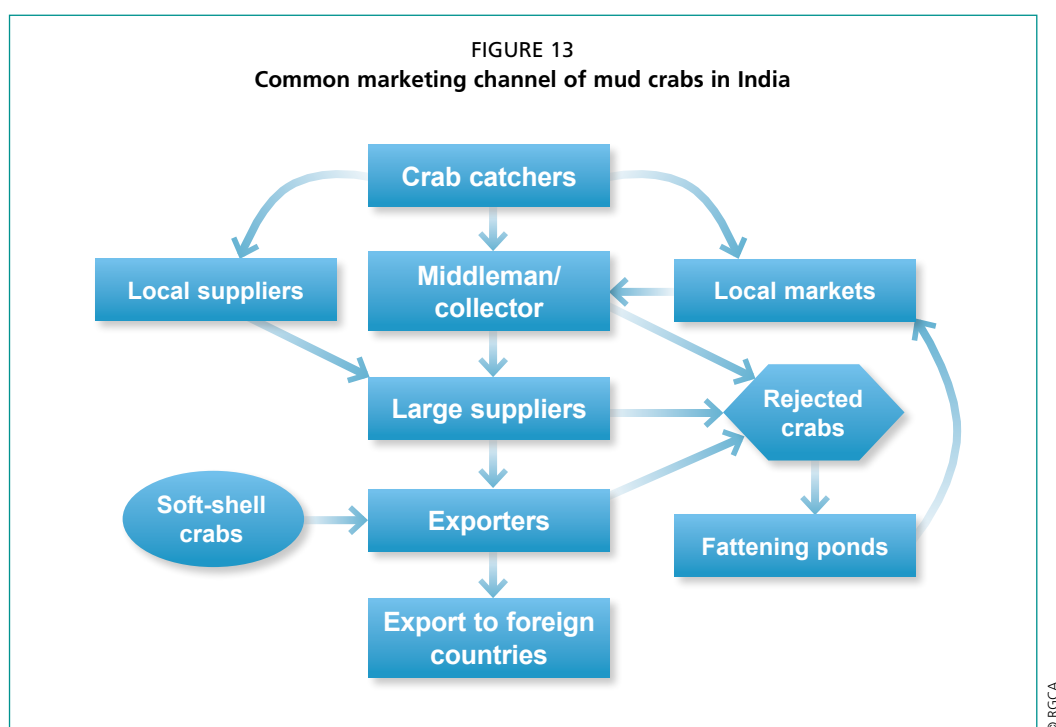 FIGURE 13
Common marketing channel of mud crabs in India
Crab catchers
Local suppliers
Middleman/
collector
Local markets
Large suppliers
Rejected
crabs
Soft-shell
crabs
Exporters
Fattening ponds
Export to foreign
countries
© RGCA